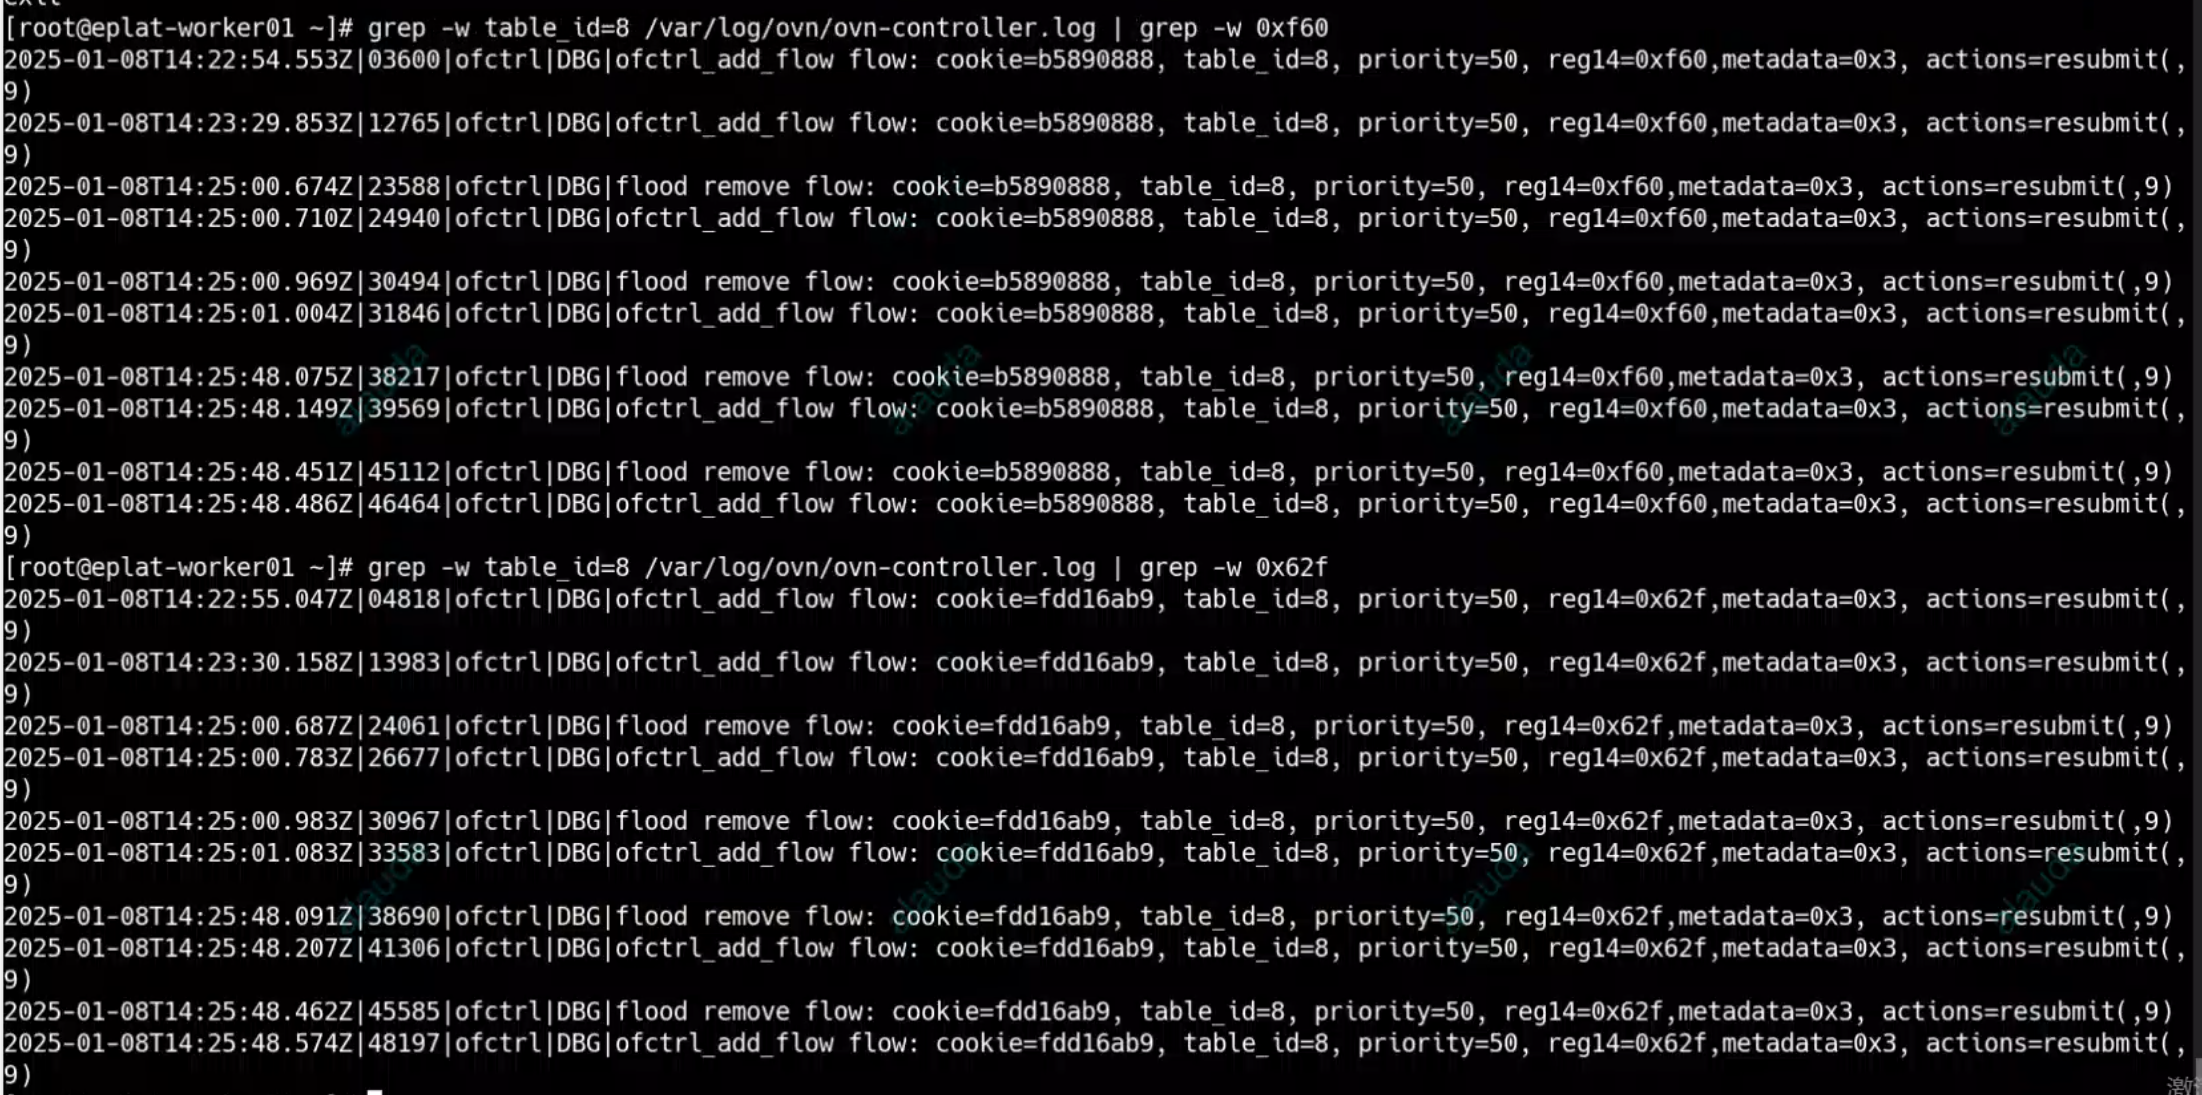 exit
[root@eplat-worker01 ~]# grep -w table_id=8 /var/log/ovn/ovn-controller.log | grep -w 0xf60
2025-01-08T14:22:54.553Z|03600|ofctrl|DBG|ofctrl_add_flow flow: cookie=b5890888, table_id=8, priority=50, reg14=0xf60,metadata=0x3, actions=resubmit(,
9)
2025-01-08T14:23:29.853Z|12765|ofctrl|DBG|ofctrl_add_flow flow: cookie=b5890888, table_id=8, priority=50, reg14=0xf60,metadata=0x3, actions=resubmit(,
9)
2025-01-08T14:25:00.674Z|23588|ofctrl|DBG|flood remove flow: cookie=b5890888, table_id=8, priority=50, reg14=0xf60,metadata=0x3, actions=resubmit(,9)
2025-01-08T14:25:00.710Z|24940|ofctrl|DBG|ofctrl_add_flow flow: cookie=b5890888, table_id=8, priority=50, reg14=0xf60,metadata=0x3, actions=resubmit(,
9)
2025-01-08T14:25:00.969Z|30494|ofctrl|DBG|flood remove flow: cookie=b5890888, table_id=8, priority=50, reg14=0xf60,metadata=0x3, actions=resubmit(,9)
2025-01-08T14:25:01.004Z|31846|ofctrl|DBG|ofctrl_add_flow flow: cookie=b5890888, table_id=8, priority=50, reg14=0xf60,metadata=0x3, actions=resubmit(,
9)
2025-01-08T14:25:48.075Z|38217|ofctrl|DBG|flood remove flow: cookie=b5890888, table_id=8, priority=50, reg14=0xf60,metadata=0x3, actions=resubmit(,9)
2025-01-08T14:25:48.149Z|39569|ofctrl|DBG|ofctrl_add_flow flow: cookie=b5890888, table_id=8, priority=50, reg14=0xf60,metadata=0x3, actions=resubmit(,
9)
2025-01-08T14:25:48.451Z|45112|ofctrl|DBG|flood remove flow: cookie=b5890888, table_id=8, priority=50, reg14=0xf60,metadata=0x3, actions=resubmit(,9)
2025-01-08T14:25:48.486Z|46464|ofctrl|DBG|ofctrl_add_flow flow: cookie=b5890888, table_id=8, priority=50, reg14=0xf60,metadata=0x3, actions=resubmit(,
9)
[root@eplat-worker01 ~]# grep -w table_id=8 /var/log/ovn/ovn-controller.log | grep -w 0x62f
2025-01-08T14:22:55.047Z|04818|ofctrl|DBG|ofctrl_add_flow flow: cookie=fdd16ab9, table_id=8, priority=50, reg14=0x62f,metadata=0x3, actions=resubmit(,
9)
2025-01-08T14:23:30.158Z|13983|ofctrl|DBG|ofctrl_add_flow flow: cookie=fdd16ab9, table_id=8, priority=50, reg14=0x62f,metadata=0x3, actions=resubmit(,
9)
2025-01-08T14:25:00.687Z|24061|ofctrl|DBG|flood remove flow: cookie=fdd16ab9, table_id=8, priority=50, reg14=0x62f,metadata=0x3, actions=resubmit(,9)
2025-01-08T14:25:00.783Z|26677|ofctrl|DBG|ofctrl_add_flow flow: cookie=fdd16ab9, table_id=8, priority=50, reg14=0x62f,metadata=0x3, actions=resubmit(,
9)
2025-01-08T14:25:00.983Z|30967|ofctrl|DBG|flood remove flow: cookie=fdd16ab9, table_id=8, priority=50, reg14=0x62f,metadata=0x3, actions=resubmit(,9)
2025-01-08T14:25:01.083Z|33583|ofctrl|DBG|ofctrl_add_flow flow: cookie=fdd16ab9, table_id=8, priority=50, reg14=0x62f,metadata=0x3, actions=resubmit(,
9)
2025-01-08T14:25:48.091Z|38690|ofctrl|DBG|flood remove flow: cookie=fdd16ab9, table_id=8, priority=50, reg14=0x62f,metadata=0x3, actions=resubmit(,9)
2025-01-08T14:25:48.207Z|41306|ofctrl|DBG|ofctrl_add_flow flow: cookie=fdd16ab9, table_id=8, priority=50, reg14=0x62f,metadata=0x3, actions=resubmit(,
9)
2025-01-08T14:25:48.462Z|45585|ofctrl|DBG|flood remove flow: cookie=fdd16ab9, table_id=8, priority=50, reg14=0x62f,metadata=0x3, actions=resubmit(,9)
2025-01-08T14:25:48.574Z|48197|ofctrl|DBG|ofctrl_add_flow flow: cookie=fdd16ab9, table_id=8, priority=50, reg14=0x62f,metadata=0x3, actions=resubmit(,
9)
alauda
alauda
alauda
alauda
alauda
alauda
alauda
alauda